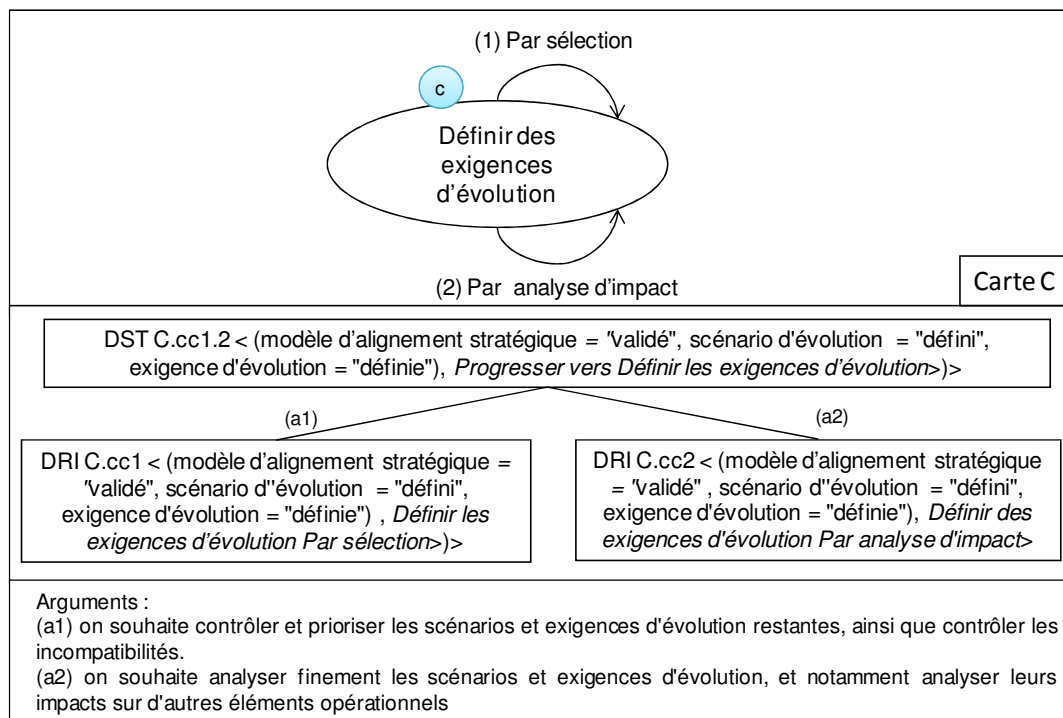 (1) Par sélection
c
Définir des
exigences
d'évolution
(2) Par analyse d'impact
Carte C
DST C.cc1.2 < (modèle d'alignement stratégique = "validé", scénario d'évolution = "défini",
exigence d'évolution = "définie"), Progresser vers Définir les exigences d'évolution>)>
(a1)
(a2)
DRI C.cc1 < (modèle d'alignement stratégique =
"validé", scénario d''évolution = "défini",
exigence d'évolution = "définie") , Définir les
exigences d'évolution Par sélection>)>
DRI C.cc2 < (modèle d'alignement stratégique
= "validé" , scénario d''évolution = "défini",
exigence d'évolution = "définie"), Définir des
exigences d'évolution Par analyse d'impact>
Arguments :
(a1) on souhaite contrôler et prioriser les scénarios et exigences d'évolution restantes, ainsi que contrôler les
incompatibilités.
(a2) on souhaite analyser finement les scénarios et exigences d'évolution, et notamment analyser leurs
impacts sur d'autres éléments opérationnels